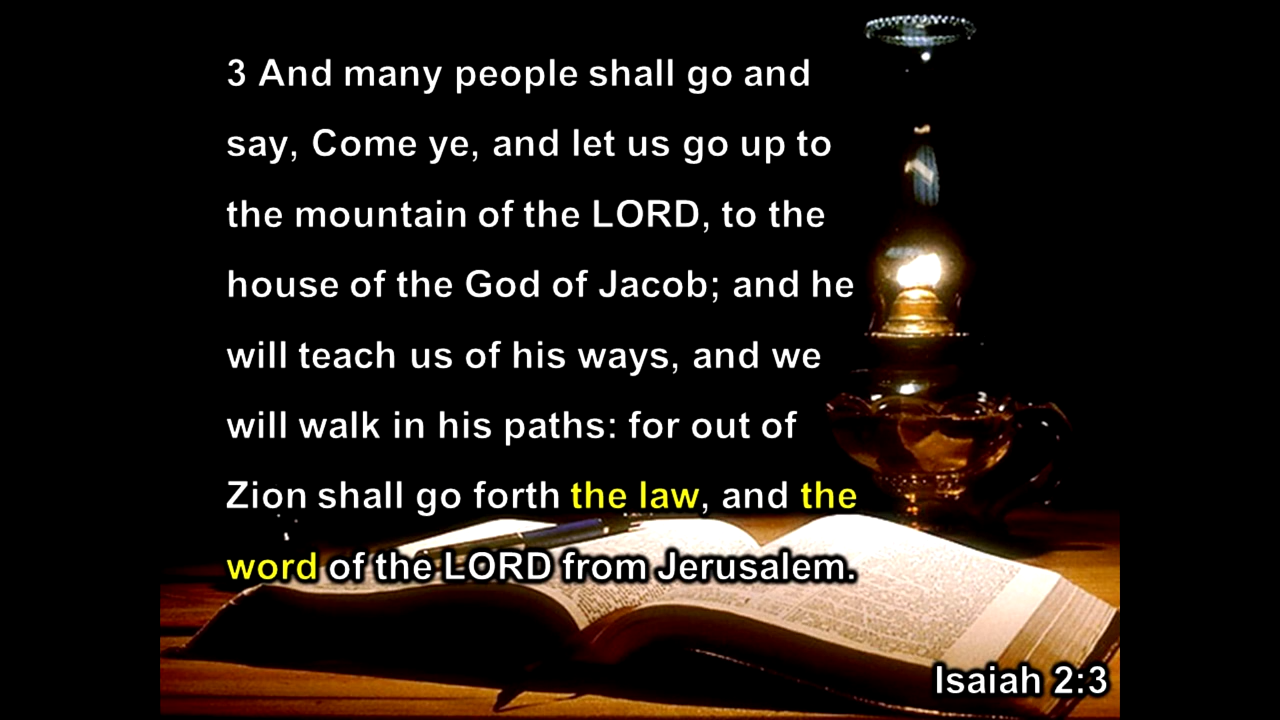 3 And many people shall go and
say, Come ye, and let us go up to
the mountain of the LORD, to the
house of the God of Jacob; and he
will teach us of his ways, and we
will walk in his paths: for out of
Zion shall go forth the law, and the
word of the LORD from Jerusalem.
Isaiah 2:3